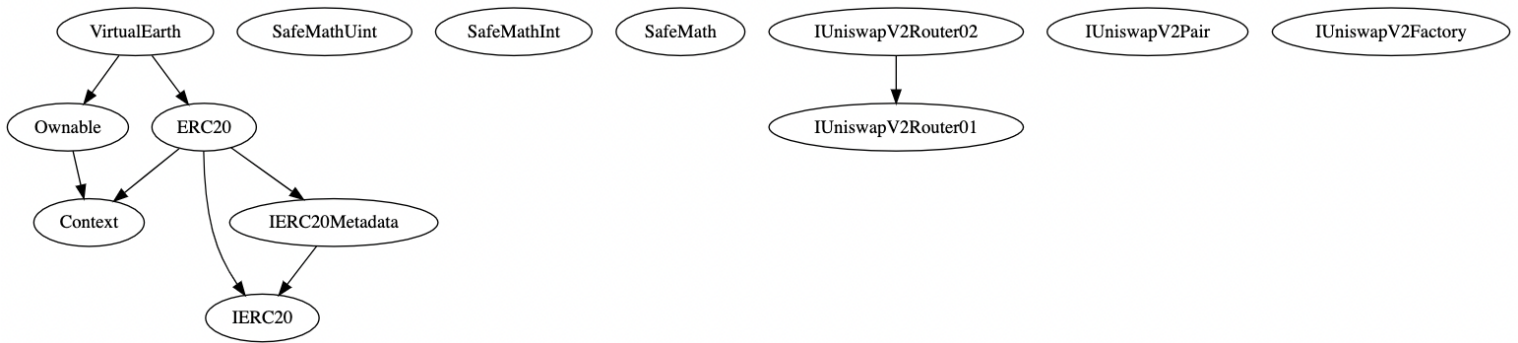 VirtualEarth
SafeMathUint
SafeMathInt
SafeMath
IUniswapV2Router02
IUniswapV2Pair
IUniswapV2Factory
Ownable
ERC20
IUniswapV2Router01
Context
IERC20Metadata
IERC20